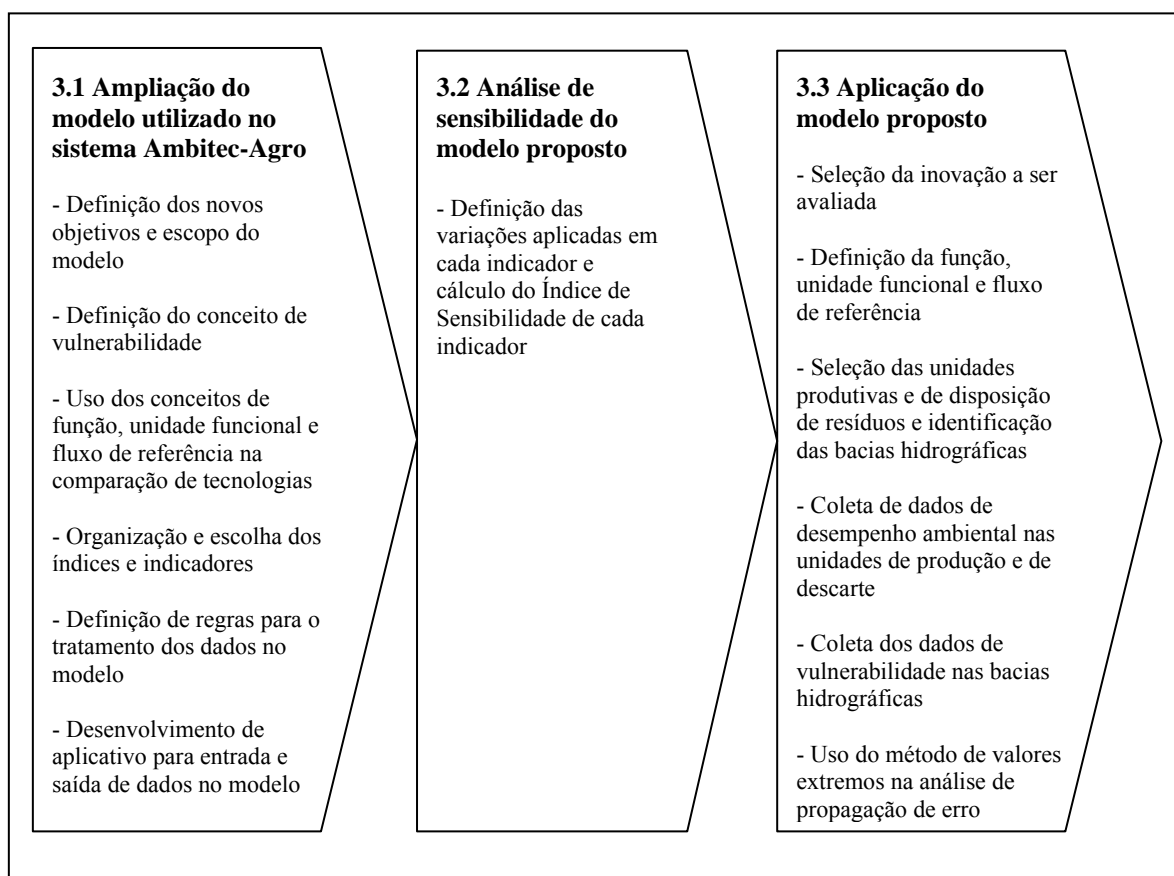 3.1 Ampliação do
modelo utilizado no
sistema Ambitec-Agro
- Definição dos novos
objetivos e escopo do
modelo
- Definição do conceito de
vulnerabilidade
- Uso dos conceitos de
função, unidade funcional e
fluxo de referência na
comparação de tecnologias
- Organização e escolha dos
índices e indicadores
- Definição de regras para o
tratamento dos dados no
modelo
- Desenvolvimento de
aplicativo para entrada e
saída de dados no modelo
3.2 Análise de
sensibilidade do
modelo proposto
- Definição das
variações aplicadas em
cada indicador e
cálculo do Índice de
Sensibilidade de cada
indicador
3.3 Aplicação do
modelo proposto
- Seleção da inovação a ser
avaliada
- Definição da função,
unidade funcional e fluxo
de referência
- Seleção das unidades
produtivas e de disposição
de resíduos e identificação
das bacias hidrográficas
- Coleta de dados de
desempenho ambiental nas
unidades de produção e de
descarte
- Coleta dos dados de
vulnerabilidade nas bacias
hidrográficas
- Uso do método de valores
extremos na análise de
propagação de erro